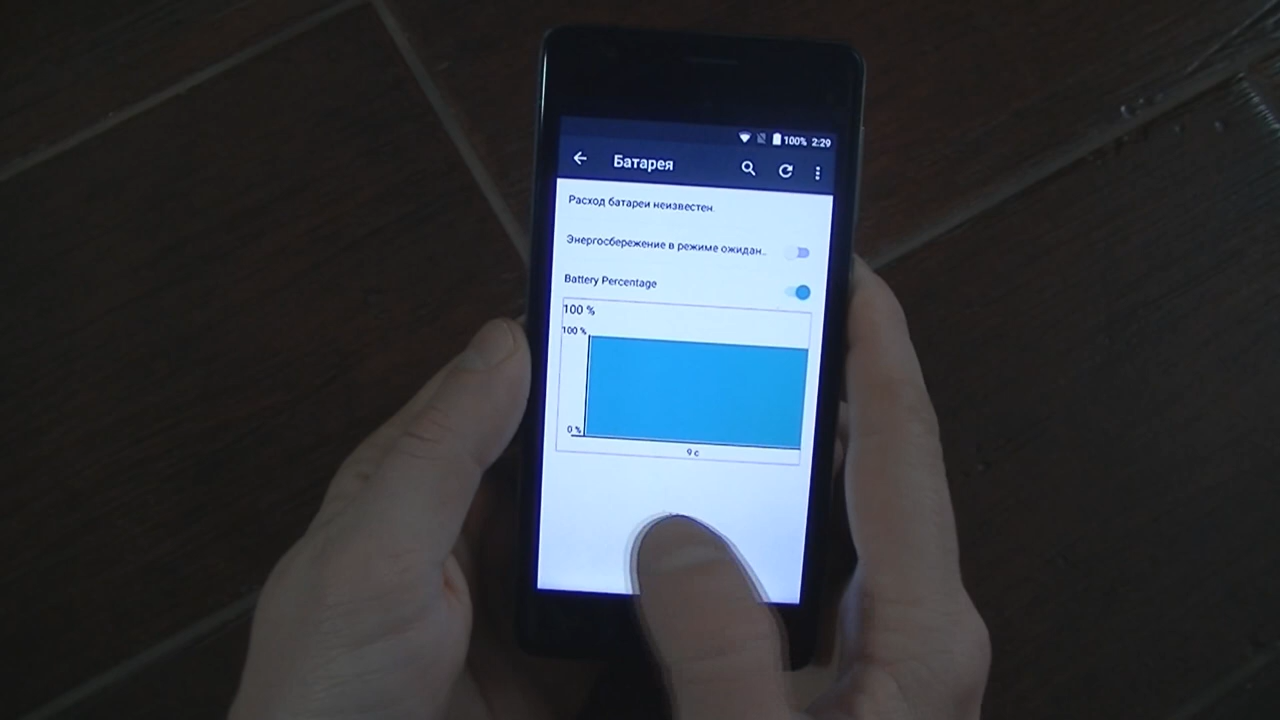 100% 2:29
Батарея
Расход батареи неизвестен.
Энергосбережение в режиме ожидан..
Battery Percentage
100 %
100 %
0 %
9 с